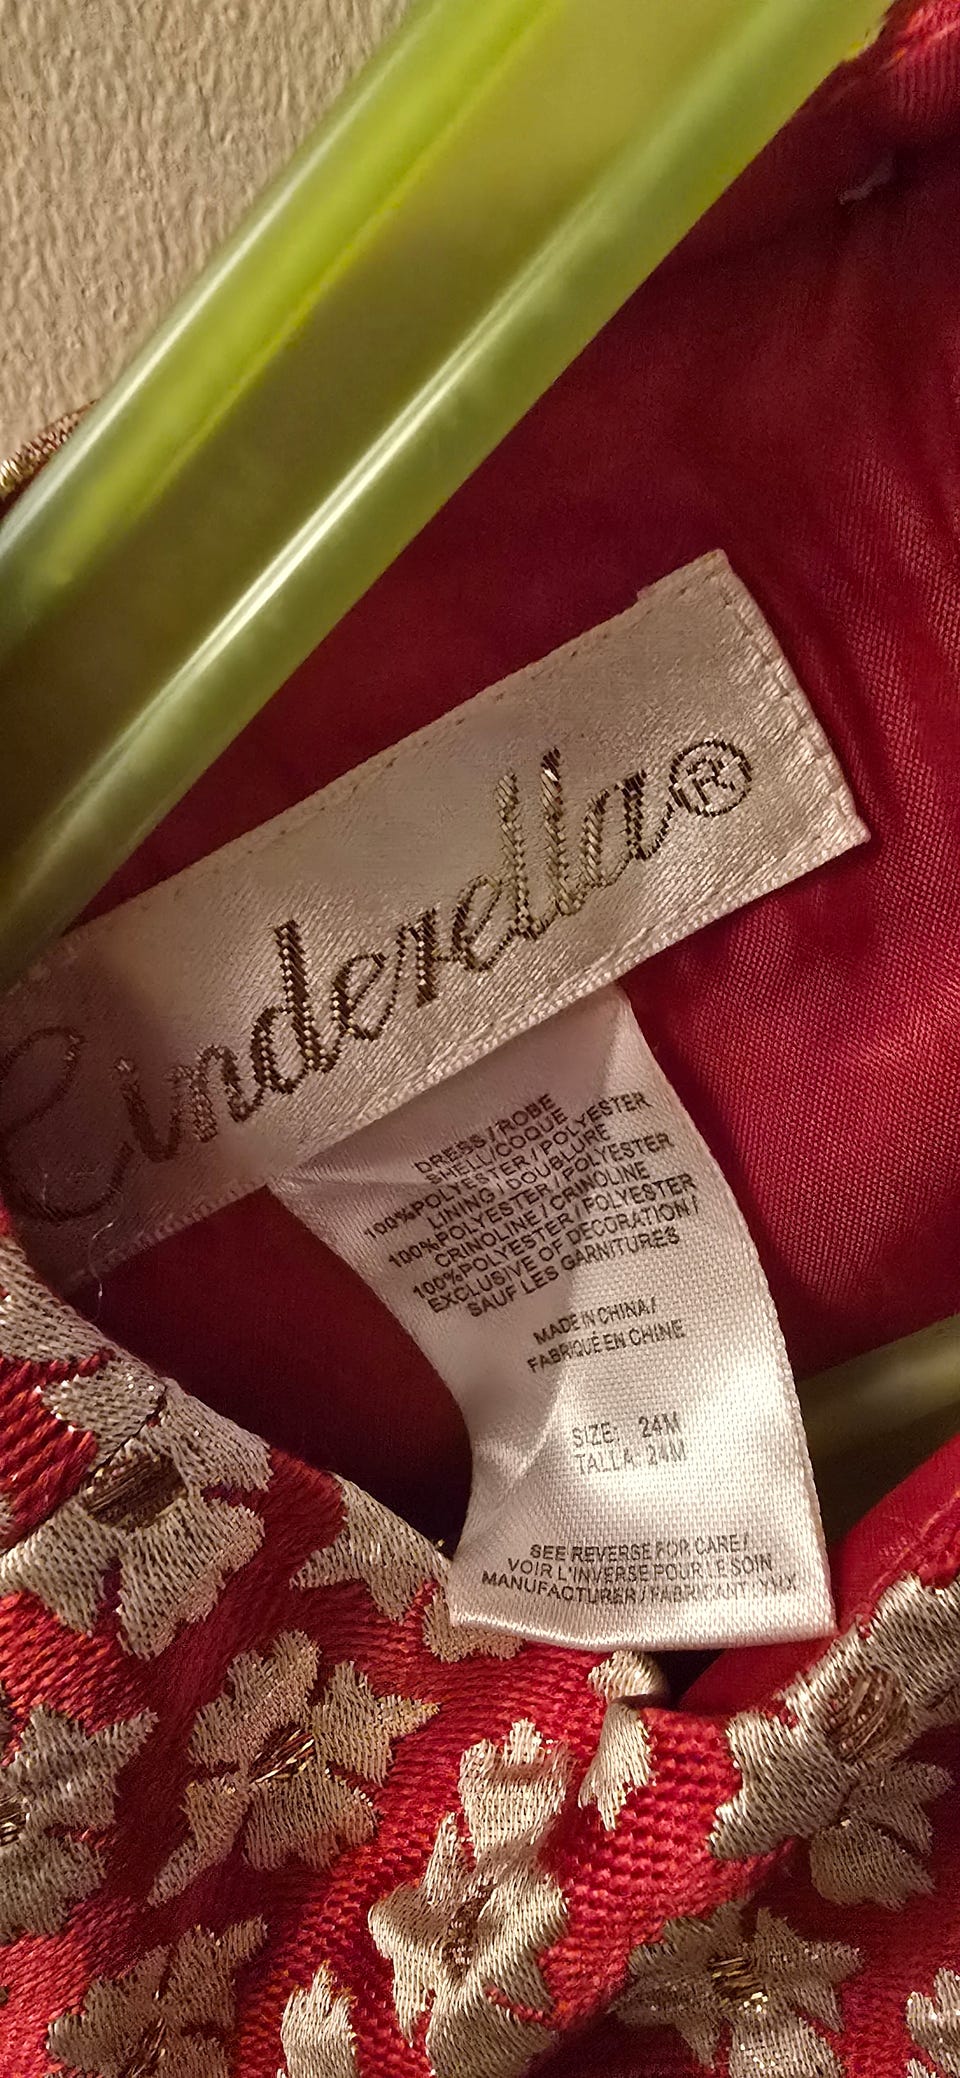 Cinderella®
DRESS / ROBE
SHELL/COQUE
100%POLYESTER / POLYESTER
LINING / DOUBLURE
100%POLYESTER / POLYESTER
CRINOLINE / CRINOLINE
100%POLYESTER / POLYESTER
EXCLUSIVE OF DECORATION/
SAUF LES GARNITURES
MADE IN CHINA/
FABRIQUE EN CHINE
SIZE: 24M
TALLA: 24M
SEE REVERSE FOR CARE/
VOIR L'INVERSE POUR LE SOIN
MANUFACTURER / FABRICANT: